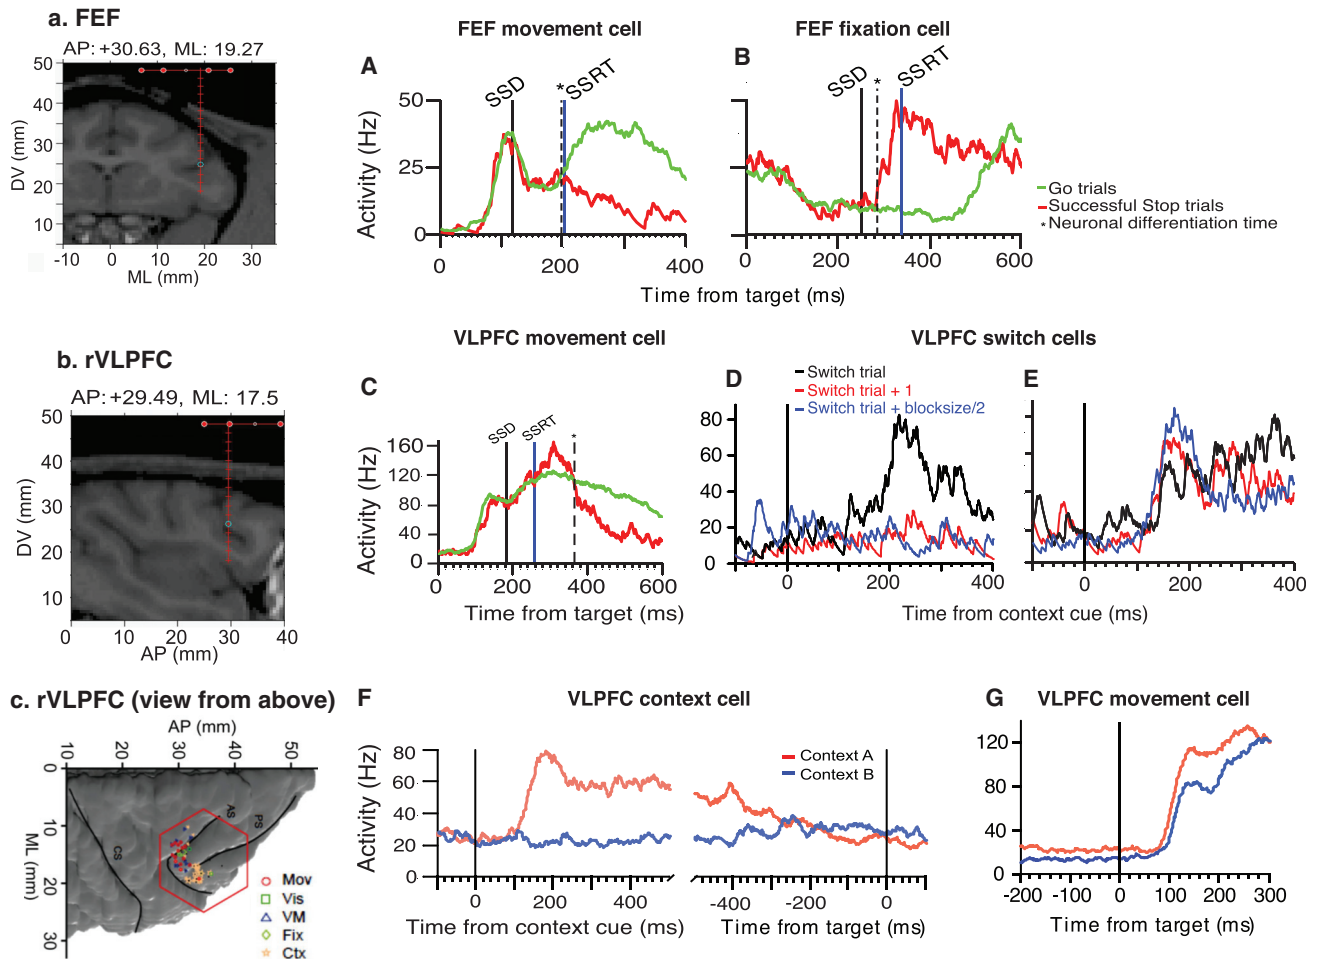 a. FEF
AP: +30.63, ML: 19.27
50
40
30
20
10
DV (mm)
-10 0 10 20 30
ML (mm)
FEF movement cell
A
SSD * SSRT
50
25
0
Activity (Hz)
0 200 400
FEF fixation cell
B
SSD * SSRT
0 200 400 600
Time from target (ms)
Go trials
Successful Stop trials
* Neuronal differentiation time
b. rVLPFC
AP: +29.49, ML: 17.5
50
40
30
20
10
DV (mm)
0 10 20 30 40
AP (mm)
VLPFC movement cell
C
SSD SSRT *
160
120
80
40
0
Activity (Hz)
0 200 400 600
Time from target (ms)
VLPFC switch cells
D
Switch trial
Switch trial + 1
Switch trial + blocksize/2
80
60
40
20
0
0 200 400
E
0 200 400
Time from context cue (ms)
c. rVLPFC (view from above)
AP (mm)
10 20 30 40 50
0
10
20
30
ML (mm)
CS
AS
PS
Mov
Vis
VM
Fix
Ctx
F
VLPFC context cell
80
60
40
20
0
Activity (Hz)
0 200 400
Time from context cue (ms)
Context A
Context B
-400 -200 0
Time from target (ms)
G
VLPFC movement cell
120
80
40
0
-200 -100 0 100 200 300
Time from target (ms)